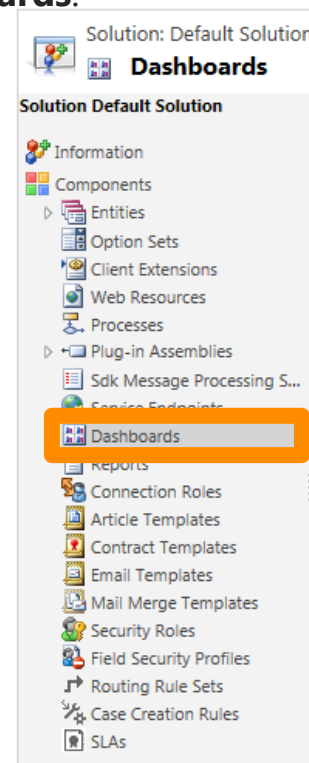 ards.
Solution: Default Solution
Dashboards
Solution Default Solution
Information
Components
Entities
Option Sets
Client Extensions
Web Resources
Processes
Plug-in Assemblies
Sdk Message Processing S...
Service Endpoints
Dashboards
Reports
Connection Roles
Article Templates
Contract Templates
Email Templates
Mail Merge Templates
Security Roles
Field Security Profiles
Routing Rule Sets
Case Creation Rules
SLAs